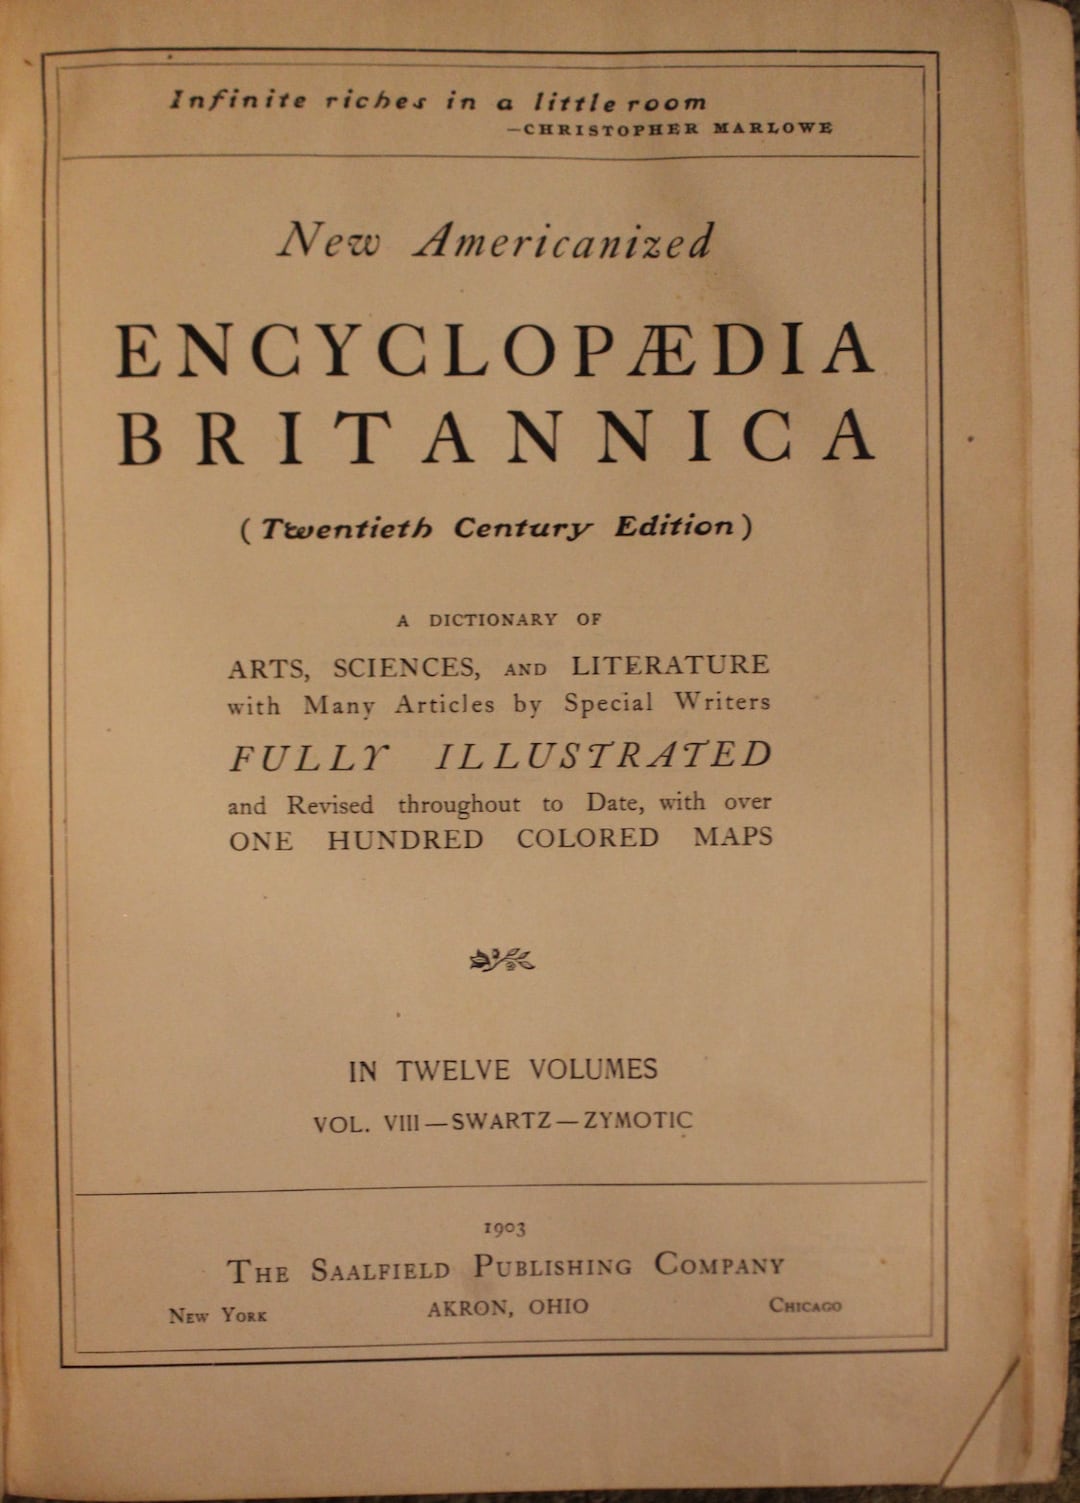 Infinite riches in a little room
—CHRISTOPHER MARLOWE
New Americanized
ENCYCLOPÆDIA
BRITANNICA
(Twentieth Century Edition)
A DICTIONARY OF
ARTS, SCIENCES, AND LITERATURE
with Many Articles by Special Writers
FULLY ILLUSTRATED
and Revised throughout to Date, with over
ONE HUNDRED COLORED MAPS
IN TWELVE VOLUMES
VOL. VIII—SWARTZ—ZYMOTIC
1903
THE SAALFIELD PUBLISHING COMPANY
NEW YORK AKRON, OHIO CHICAGO